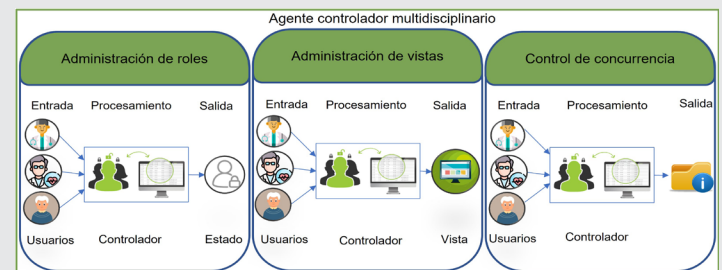 Agente controlador multidisciplinario
Administración de roles
Entrada Procesamiento Salida
Usuarios Controlador Estado
Administración de vistas
Entrada Procesamiento Salida
Usuarios Controlador Vista
Control de concurrencia
Entrada Procesamiento Salida
Usuarios Controlador